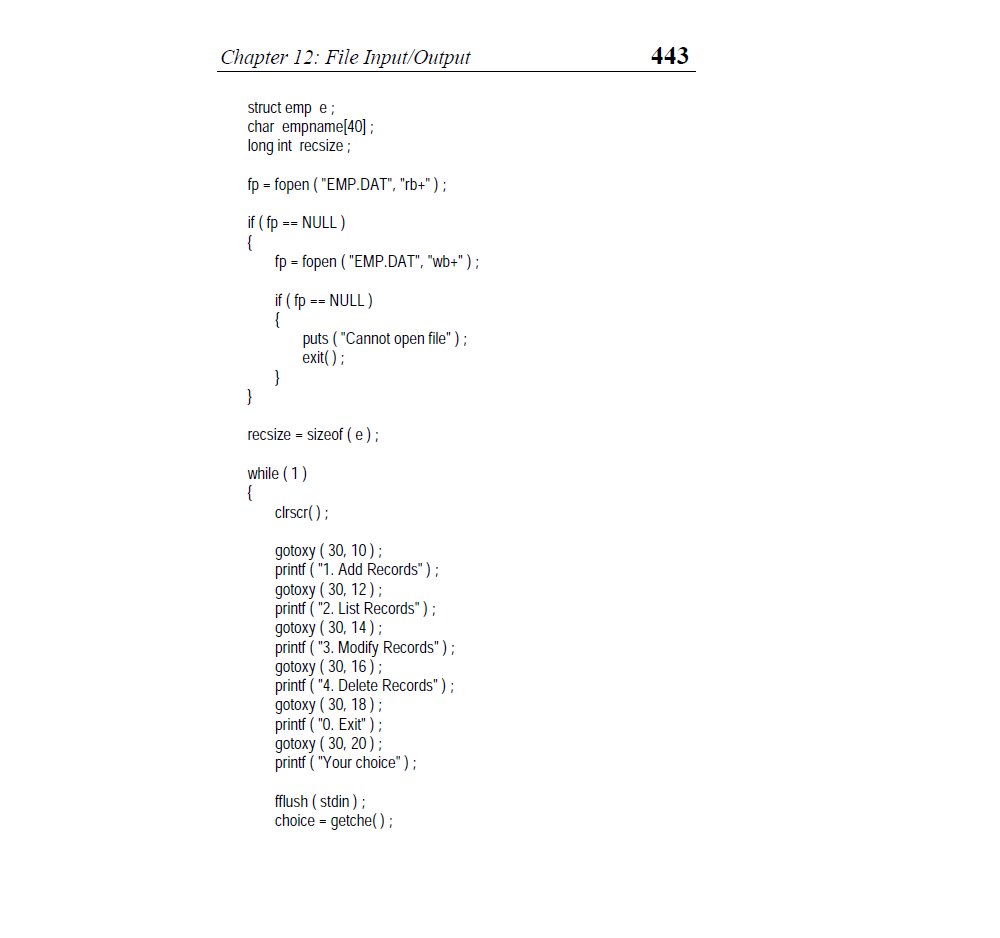 Chapter 12: File Input/Output 443
struct emp e ;
char empname[40] ;
long int recsize ;
fp = fopen ( "EMP.DAT", "rb+" ) ;
if ( fp == NULL )
{
fp = fopen ( "EMP.DAT", "wb+" ) ;
if ( fp == NULL )
{
puts ( "Cannot open file" ) ;
exit( ) ;
}
}
recsize = sizeof ( e ) ;
while ( 1 )
{
clrscr( ) ;
gotoxy ( 30, 10 ) ;
printf ( "1. Add Records" ) ;
gotoxy ( 30, 12 ) ;
printf ( "2. List Records" ) ;
gotoxy ( 30, 14 ) ;
printf ( "3. Modify Records" ) ;
gotoxy ( 30, 16 ) ;
printf ( "4. Delete Records" ) ;
gotoxy ( 30, 18 ) ;
printf ( "0. Exit" ) ;
gotoxy ( 30, 20 ) ;
printf ( "Your choice" ) ;
fflush ( stdin ) ;
choice = getche( ) ;